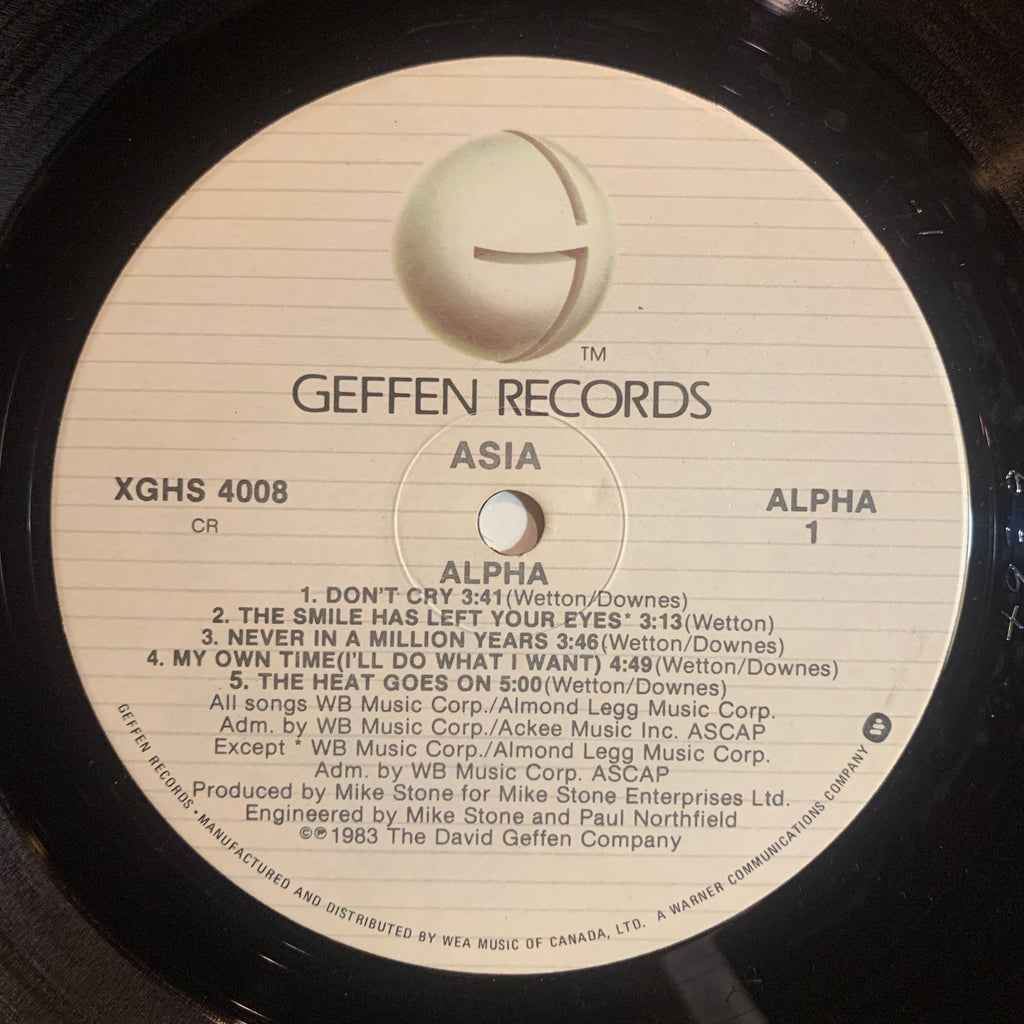 TM
GEFFEN RECORDS
ASIA
XGHS 4008
CR
ALPHA
1
ALPHA
1. DON'T CRY 3:41(Wetton/Downes)
2. THE SMILE HAS LEFT YOUR EYES* 3:13(Wetton)
3. NEVER IN A MILLION YEARS 3:46(Wetton/Downes)
4. MY OWN TIME(I'LL DO WHAT I WANT) 4:49(Wetton/Downes)
5. THE HEAT GOES ON 5:00(Wetton/Downes)
All songs WB Music Corp./Almond Legg Music Corp.
Adm. by WB Music Corp./Ackee Music Inc. ASCAP
Except * WB Music Corp./Almond Legg Music Corp.
Adm. by WB Music Corp. ASCAP
Produced by Mike Stone for Mike Stone Enterprises Ltd.
Engineered by Mike Stone and Paul Northfield
©℗ 1983 The David Geffen Company
GEFFEN RECORDS • MANUFACTURED AND DISTRIBUTED BY WEA MUSIC OF CANADA, LTD. A WARNER COMMUNICATIONS COMPANY